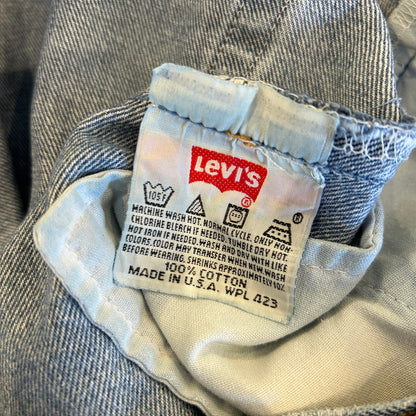 LEVI'S
®
105F
MACHINE WASH HOT. NORMAL CYCLE. ONLY NON-
CHLORINE BLEACH IF NEEDED. TUMBLE DRY HOT.
HOT IRON IF NEEDED. WASH AND DRY WITH LIKE
COLORS. COLOR MAY TRANSFER WHEN NEW. WASH
BEFORE WEARING. SHRINKS APPROXIMATELY 10%.
100% COTTON
MADE IN U.S.A. WPL 423